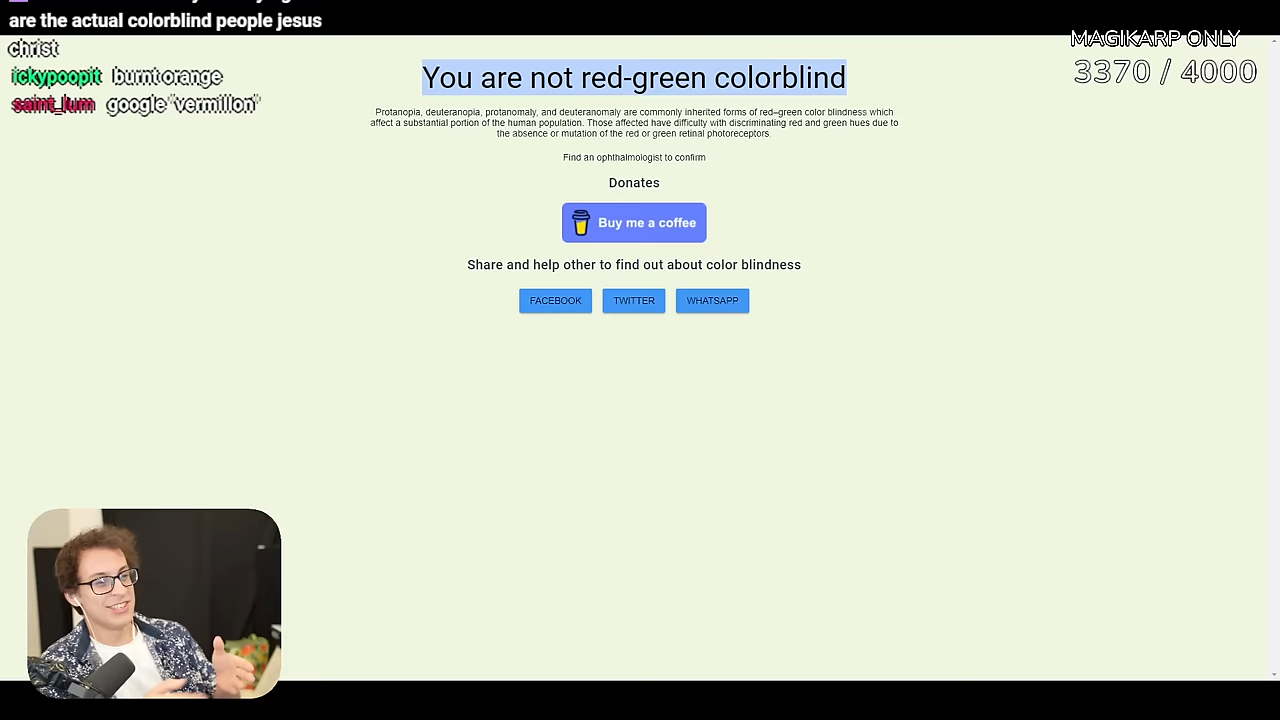 are the actual colorblind people jesus
christ
ickypoopit burnt orange
saint_lum google "vermillon"
MAGIKARP ONLY
3370 / 4000
You are not red-green colorblind
Protanopia, deuteranopia, protanomaly, and deuteranomaly are commonly inherited forms of red–green color blindness which
affect a substantial portion of the human population. Those affected have difficulty with discriminating red and green hues due to
the absence or mutation of the red or green retinal photoreceptors.
Find an ophthalmologist to confirm
Donates
Buy me a coffee
Share and help other to find out about color blindness
FACEBOOK TWITTER WHATSAPP